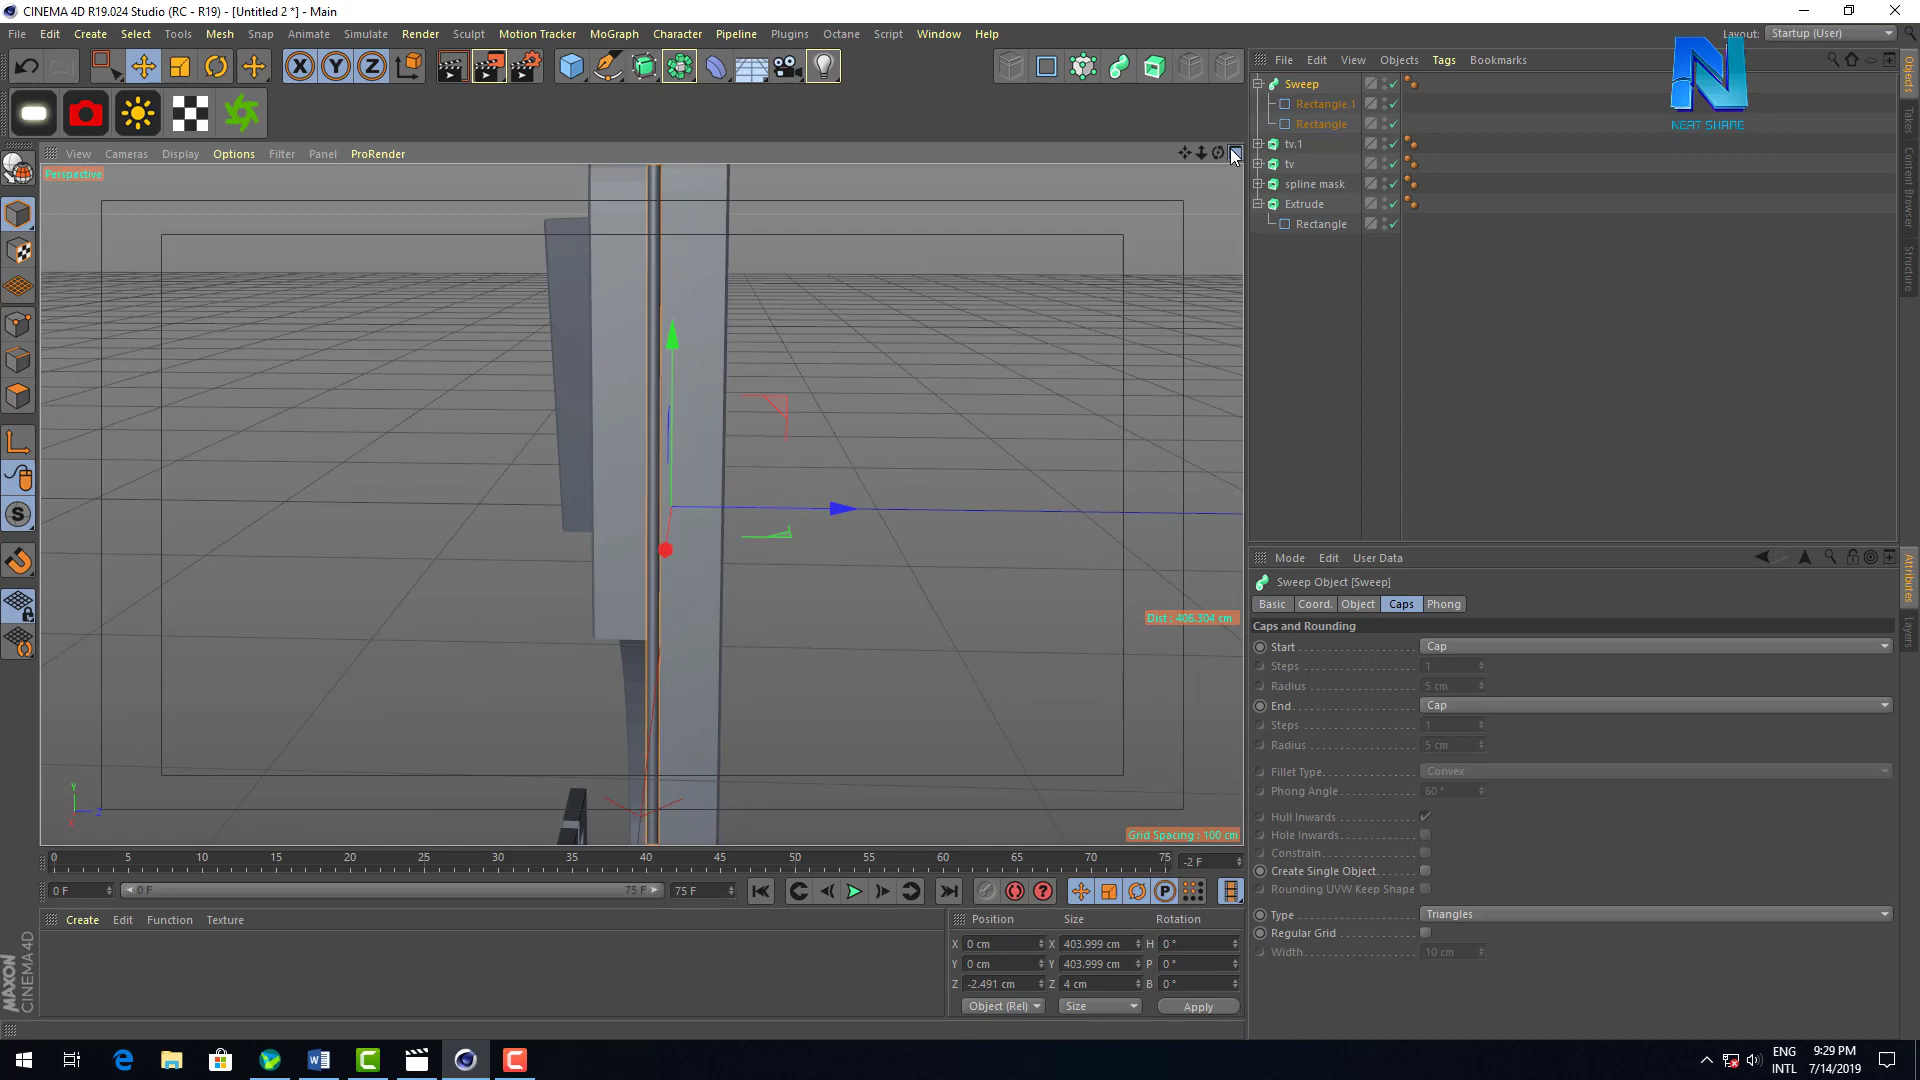 CINEMA 4D R19.024 Studio (RC - R19) - [Untitled 2 *] - Main
File Edit Create Select Tools Mesh Snap Animate Simulate Render Sculpt Motion Tracker MoGraph Character Pipeline Plugins Octane Script Window Help Layout: Startup (User)
File Edit View Objects Tags Bookmarks
NEAT SHARE
Sweep
Rectangle.1
Rectangle
tv.1
tv
spline mask
Extrude
Rectangle
Objects
Takes
Content Browser
Structure
View Cameras Display Options Filter Panel ProRender
Perspective
Dist : 406.304 cm
Grid Spacing : 100 cm
Y
Z
X
Mode Edit User Data
Sweep Object [Sweep]
Basic Coord. Object Caps Phong
Caps and Rounding
Start Cap
Steps 1
Radius 5 cm
End Cap
Steps 1
Radius 5 cm
Fillet Type Convex
Phong Angle 60 °
Hull Inwards
Hole Inwards
Constrain
Create Single Object
Rounding UVW Keep Shape
Type Triangles
Regular Grid
Width 10 cm
Attributes
Layers
0 5 10 15 20 25 30 35 40 45 50 55 60 65 70 75 -2 F
0 F 0 F 75 F 75 F
Create Edit Function Texture
Position Size Rotation
X 0 cm X 403.999 cm H 0 °
Y 0 cm Y 403.999 cm P 0 °
Z -2.491 cm Z 4 cm B 0 °
Object (Rel) Size Apply
MAXON
CINEMA 4D
ENG
INTL
9:29 PM
7/14/2019